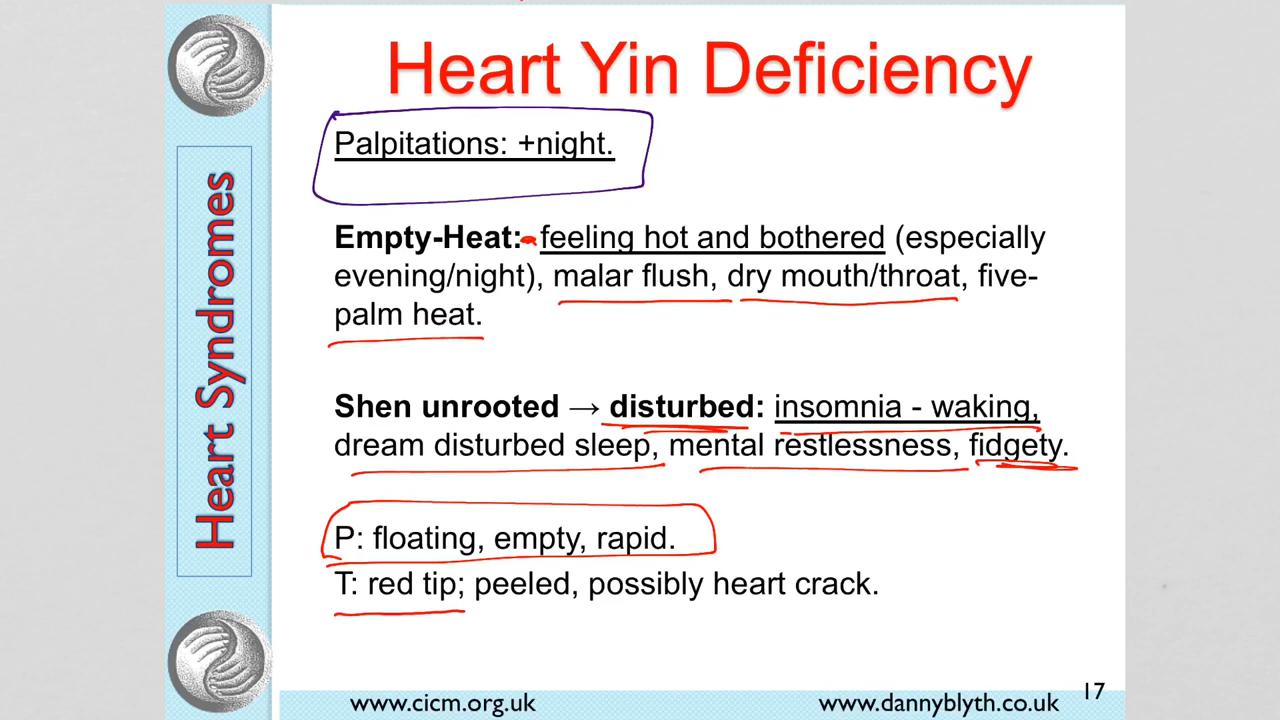 Heart Yin Deficiency
Palpitations: +night.
Empty-Heat: feeling hot and bothered (especially
evening/night), malar flush, dry mouth/throat, five-
palm heat.
Shen unrooted → disturbed: insomnia - waking,
dream disturbed sleep, mental restlessness, fidgety.
P: floating, empty, rapid.
T: red tip; peeled, possibly heart crack.
Heart Syndromes
www.cicm.org.uk
www.dannyblyth.co.uk
17